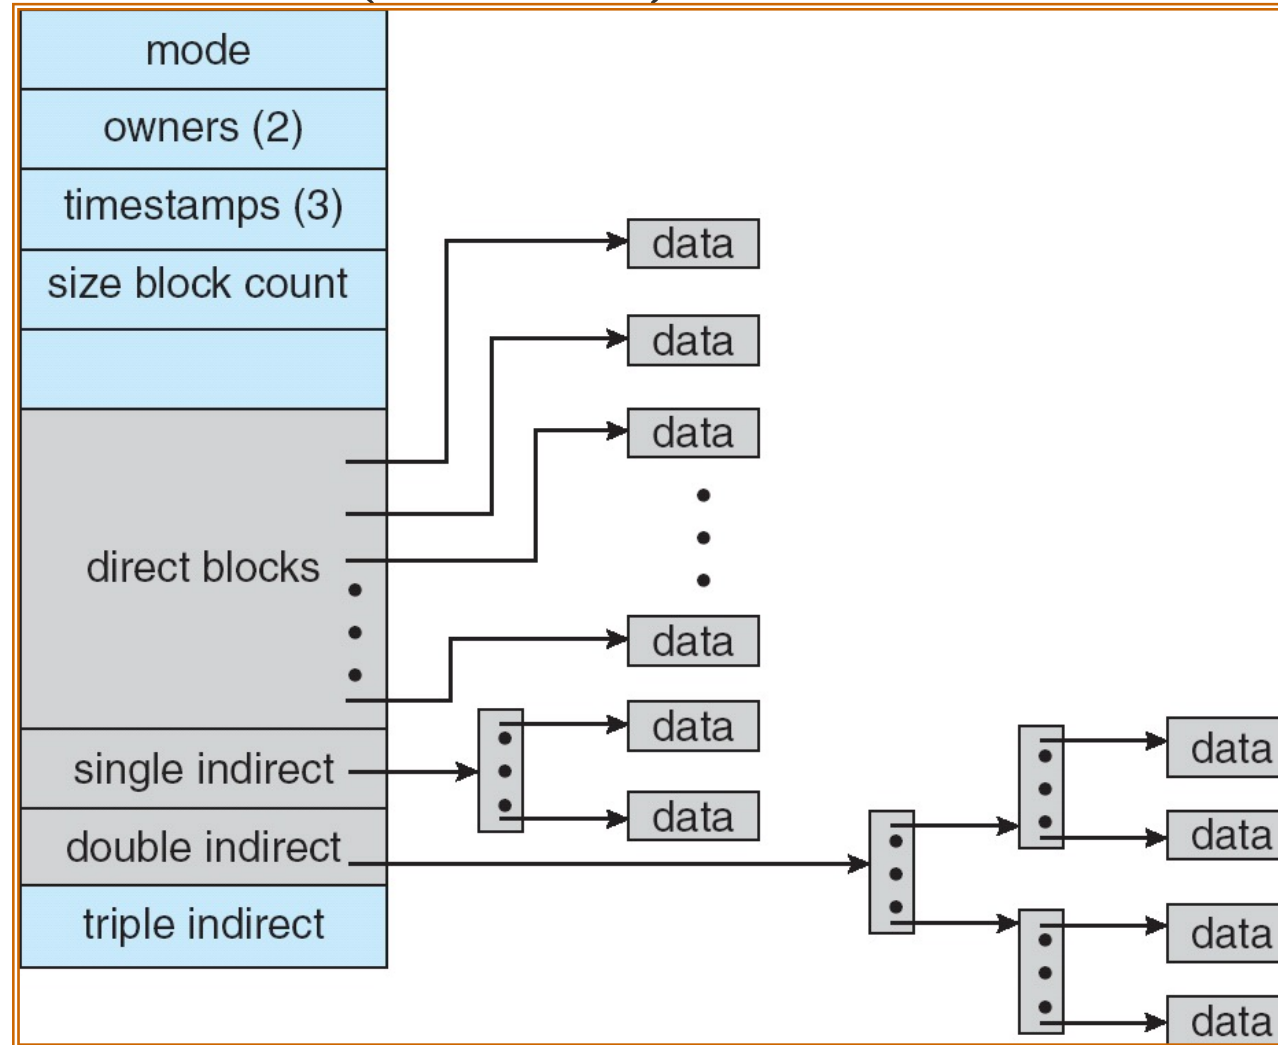 mode
owners (2)
timestamps (3)
size block count
direct blocks
single indirect
double indirect
triple indirect
data
data
data
data
data
data
data
data
data
data